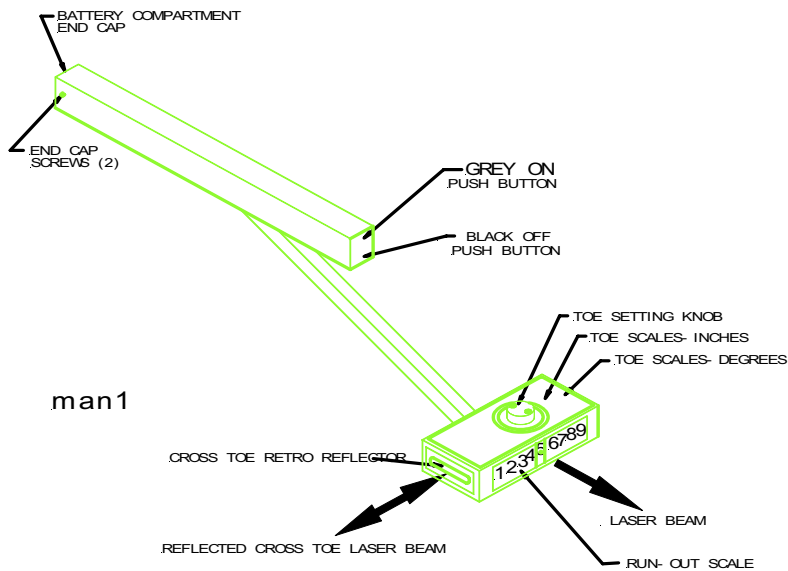 BATTERY COMPARTMENT
END CAP
END CAP
SCREWS (2)
GREY ON
PUSH BUTTON
BLACK OFF
PUSH BUTTON
TOE SETTING KNOB
TOE SCALES- INCHES
TOE SCALES- DEGREES
man1
123456789
CROSS TOE RETRO REFLECTOR
LASER BEAM
REFLECTED CROSS TOE LASER BEAM
RUN- OUT SCALE